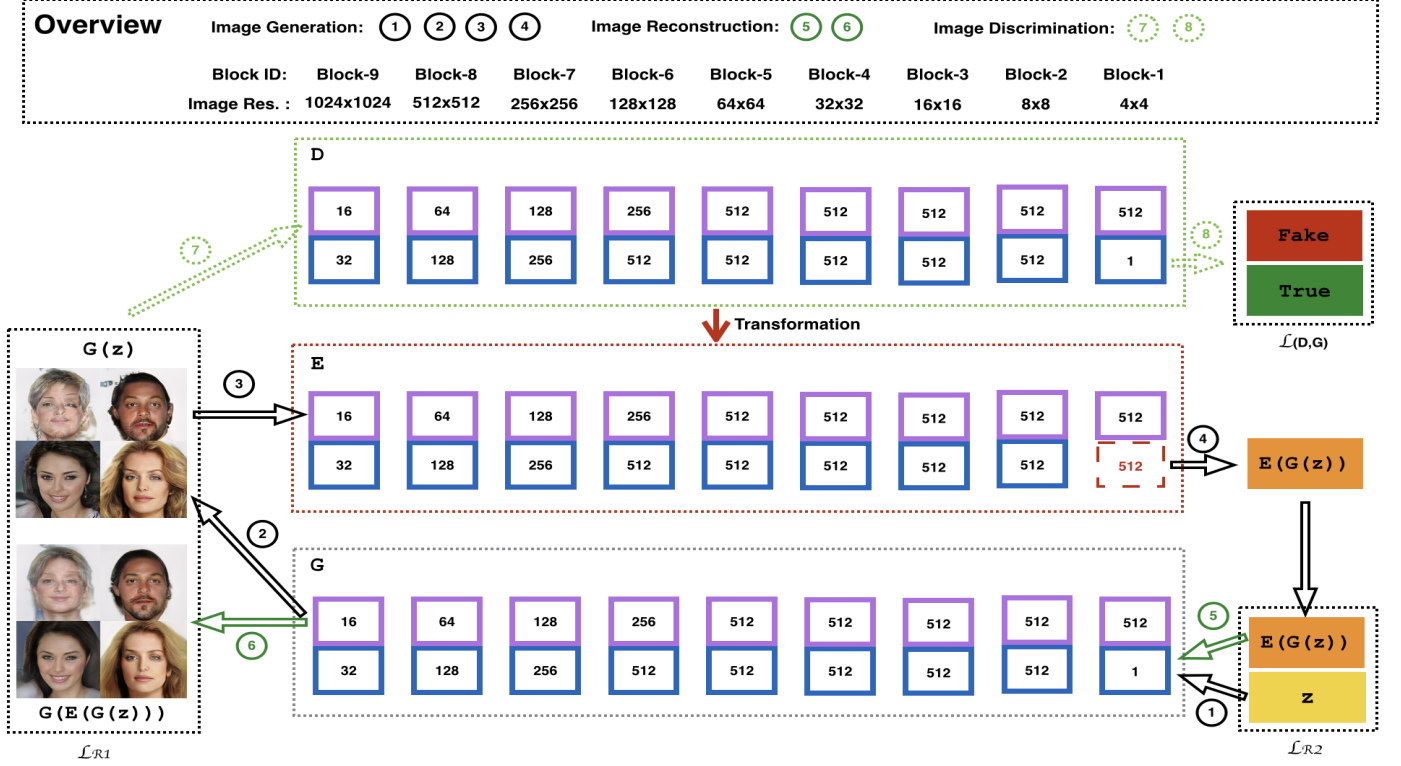 Overview Image Generation: 1 2 3 4 Image Reconstruction: 5 6 Image Discrimination: 7 8
Block ID: Block-9 Block-8 Block-7 Block-6 Block-5 Block-4 Block-3 Block-2 Block-1
Image Res. : 1024x1024 512x512 256x256 128x128 64x64 32x32 16x16 8x8 4x4
D
16 64 128 256 512 512 512 512 512
32 128 256 512 512 512 512 512 1
7
8
Fake
True
ℒ(D,G)
Transformation
G(z)
3
E
16 64 128 256 512 512 512 512 512
32 128 256 512 512 512 512 512 512
4
E(G(z))
2
G
16 64 128 256 512 512 512 512 512
32 128 256 512 512 512 512 512 1
6
5
1
E(G(z))
z
G(E(G(z)))
ℒR1
ℒR2